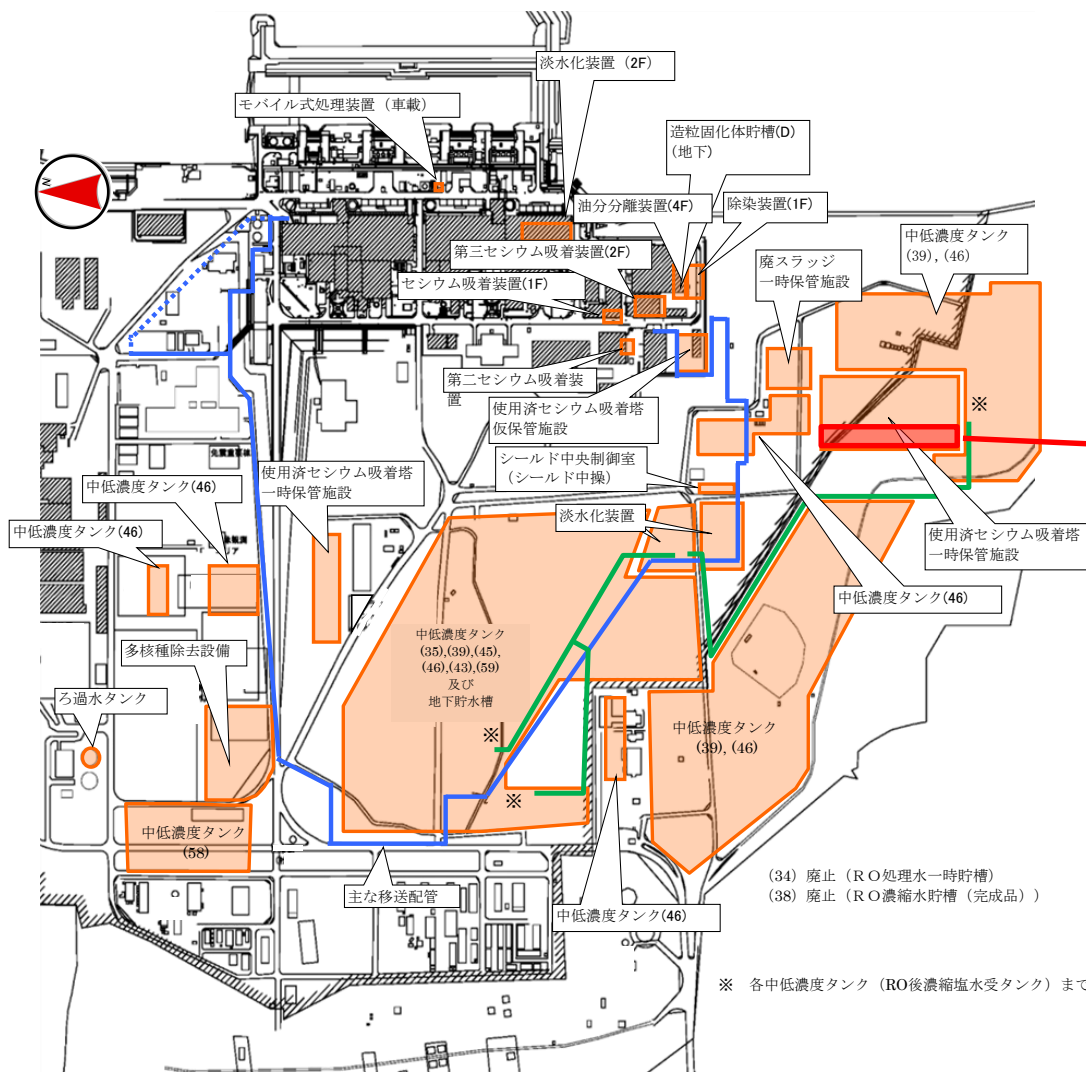 淡水化装置（2F）
モバイル式処理装置（車載）
造粒固化体貯槽(D)
（地下）
N
油分分離装置(4F)
除染装置(1F)
中低濃度タンク
(39), (46)
第三セシウム吸着装置(2F)
廃スラッジ
一時保管施設
セシウム吸着装置(1F)
第二セシウム吸着装
置
使用済セシウム吸着塔
仮保管施設
※
シールド中央制御室
（シールド中操）
使用済セシウム吸着塔
一時保管施設
中低濃度タンク(46)
淡水化装置
中低濃度タンク(46)
使用済セシウム吸着塔
一時保管施設
中低濃度タンク(46)
中低濃度タンク
(35),(39),(45),
(46),(43),(59)
及び
地下貯水槽
多核種除去設備
ろ過水タンク
※
中低濃度タンク
(39), (46)
※
中低濃度タンク
(58)
主な移送配管
中低濃度タンク(46)
(34) 廃止（ＲＯ処理水一時貯槽）
(38) 廃止（ＲＯ濃縮水貯槽（完成品））
※　各中低濃度タンク（RO後濃縮塩水受タンク）まで